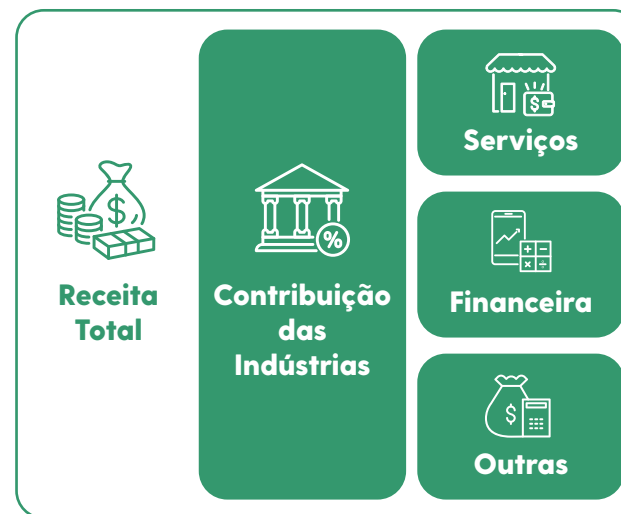 Receita
Total
Contribuição
das
Indústrias
Serviços
Financeira
Outras